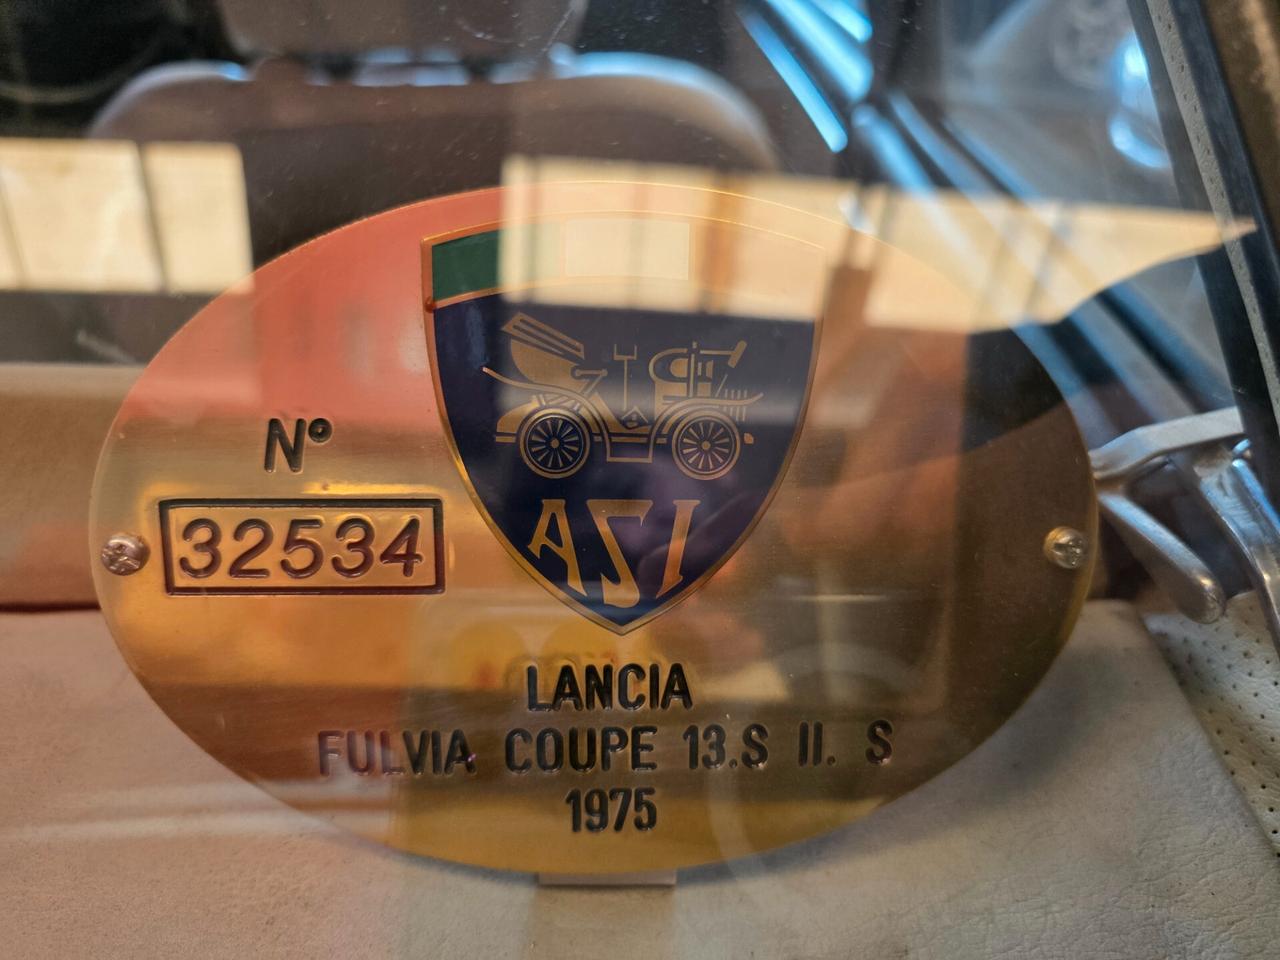 ASI
N°
32534
LANCIA
FULVIA COUPE 13.S II. S
1975